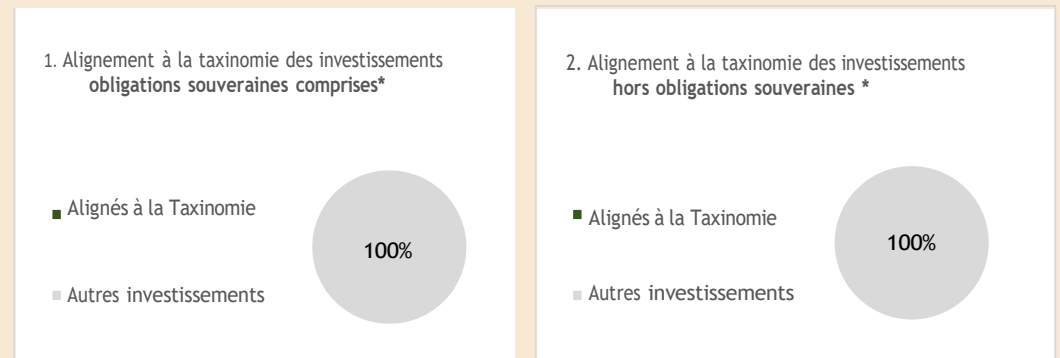 1. Alignement à la taxinomie des investissements
obligations souveraines comprises*
Alignés à la Taxinomie
100%
Autres investissements
2. Alignement à la taxinomie des investissements
hors obligations souveraines *
Alignés à la Taxinomie
100%
Autres investissements